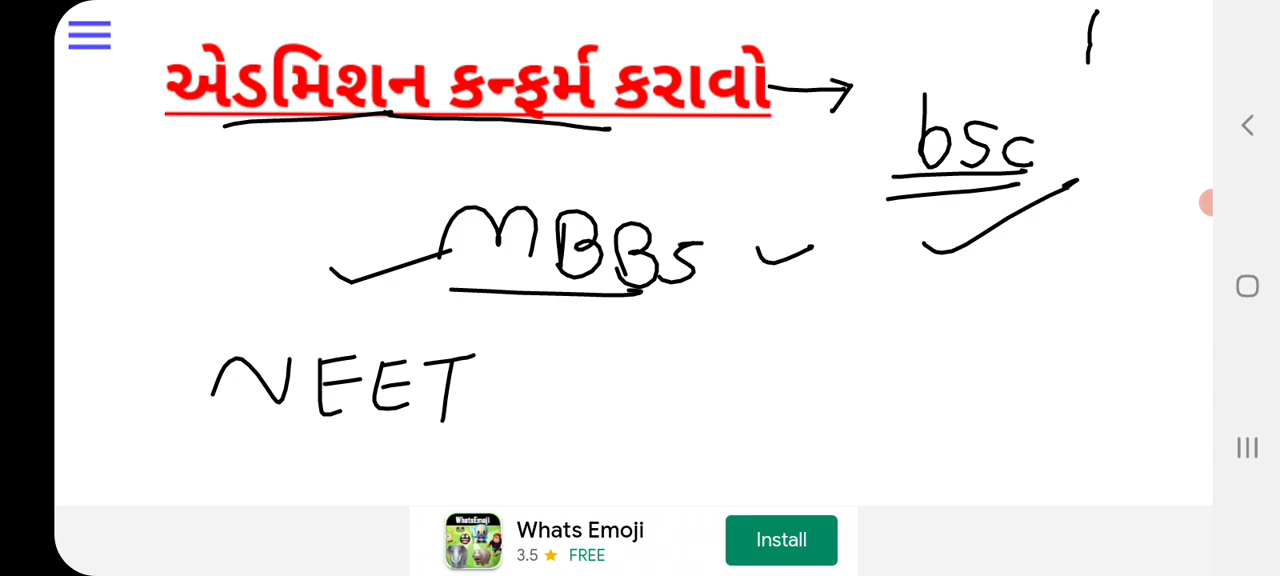 એડમિશન કન્ફર્મ કરાવો
bsc
MBBS
NEET
Whats Emoji
3.5 ★ FREE
Install